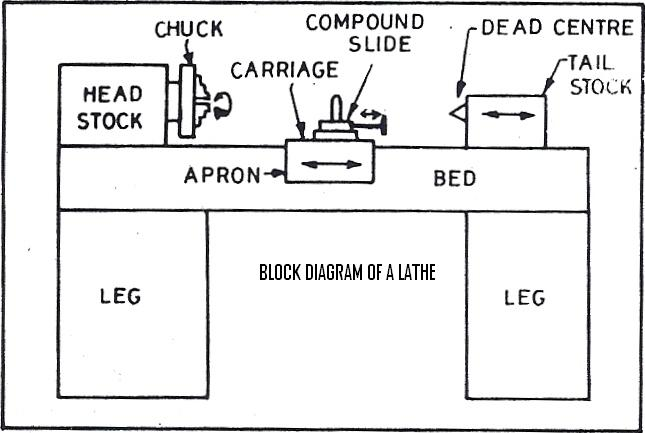 CHUCK
COMPOUND
SLIDE
DEAD CENTRE
CARRIAGE
TAIL
STOCK
HEAD
STOCK
APRON
BED
LEG
BLOCK DIAGRAM OF A LATHE
LEG